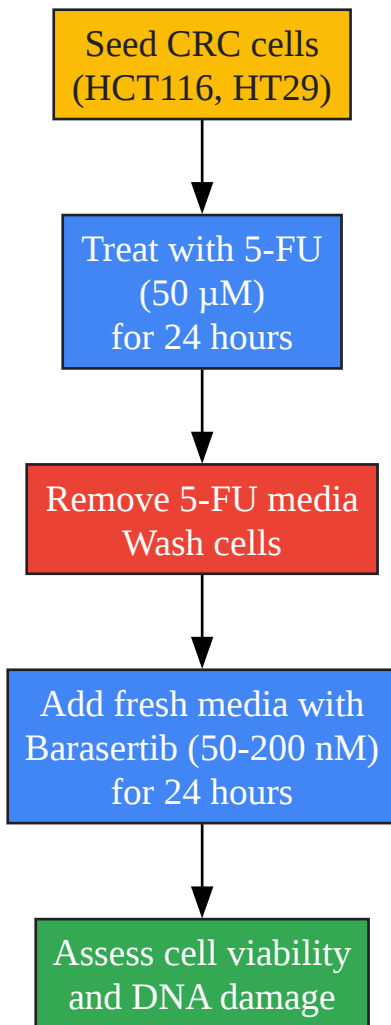 Seed CRC cells
(HCT116, HT29)
Treat with 5-FU
(50 µM)
for 24 hours
Remove 5-FU media
Wash cells
Add fresh media with
Barasertib (50-200 nM)
for 24 hours
Assess cell viability
and DNA damage